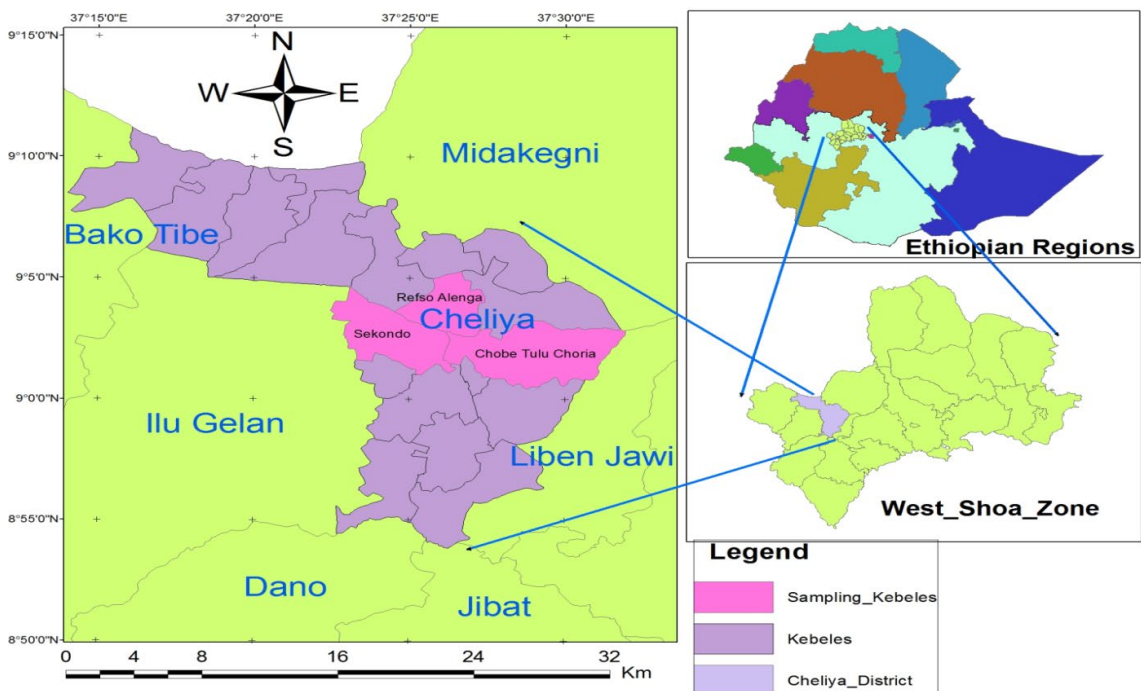 37°15'0"E 37°20'0"E 37°25'0"E 37°30'0"E
9°15'0"N
9°10'0"N
9°5'0"N
9°0'0"N
8°55'0"N
8°50'0"N
N
W E
S
Midakegni
Bako Tibe
Refso Alenga
Cheliya
Sekondo
Chobe Tulu Choria
Ilu Gelan
Liben Jawi
Dano
Jibat
0 4 8 16 24 32
Km
Ethiopian Regions
West_Shoa_Zone
Legend
Sampling_Kebeles
Kebeles
Cheliya_District